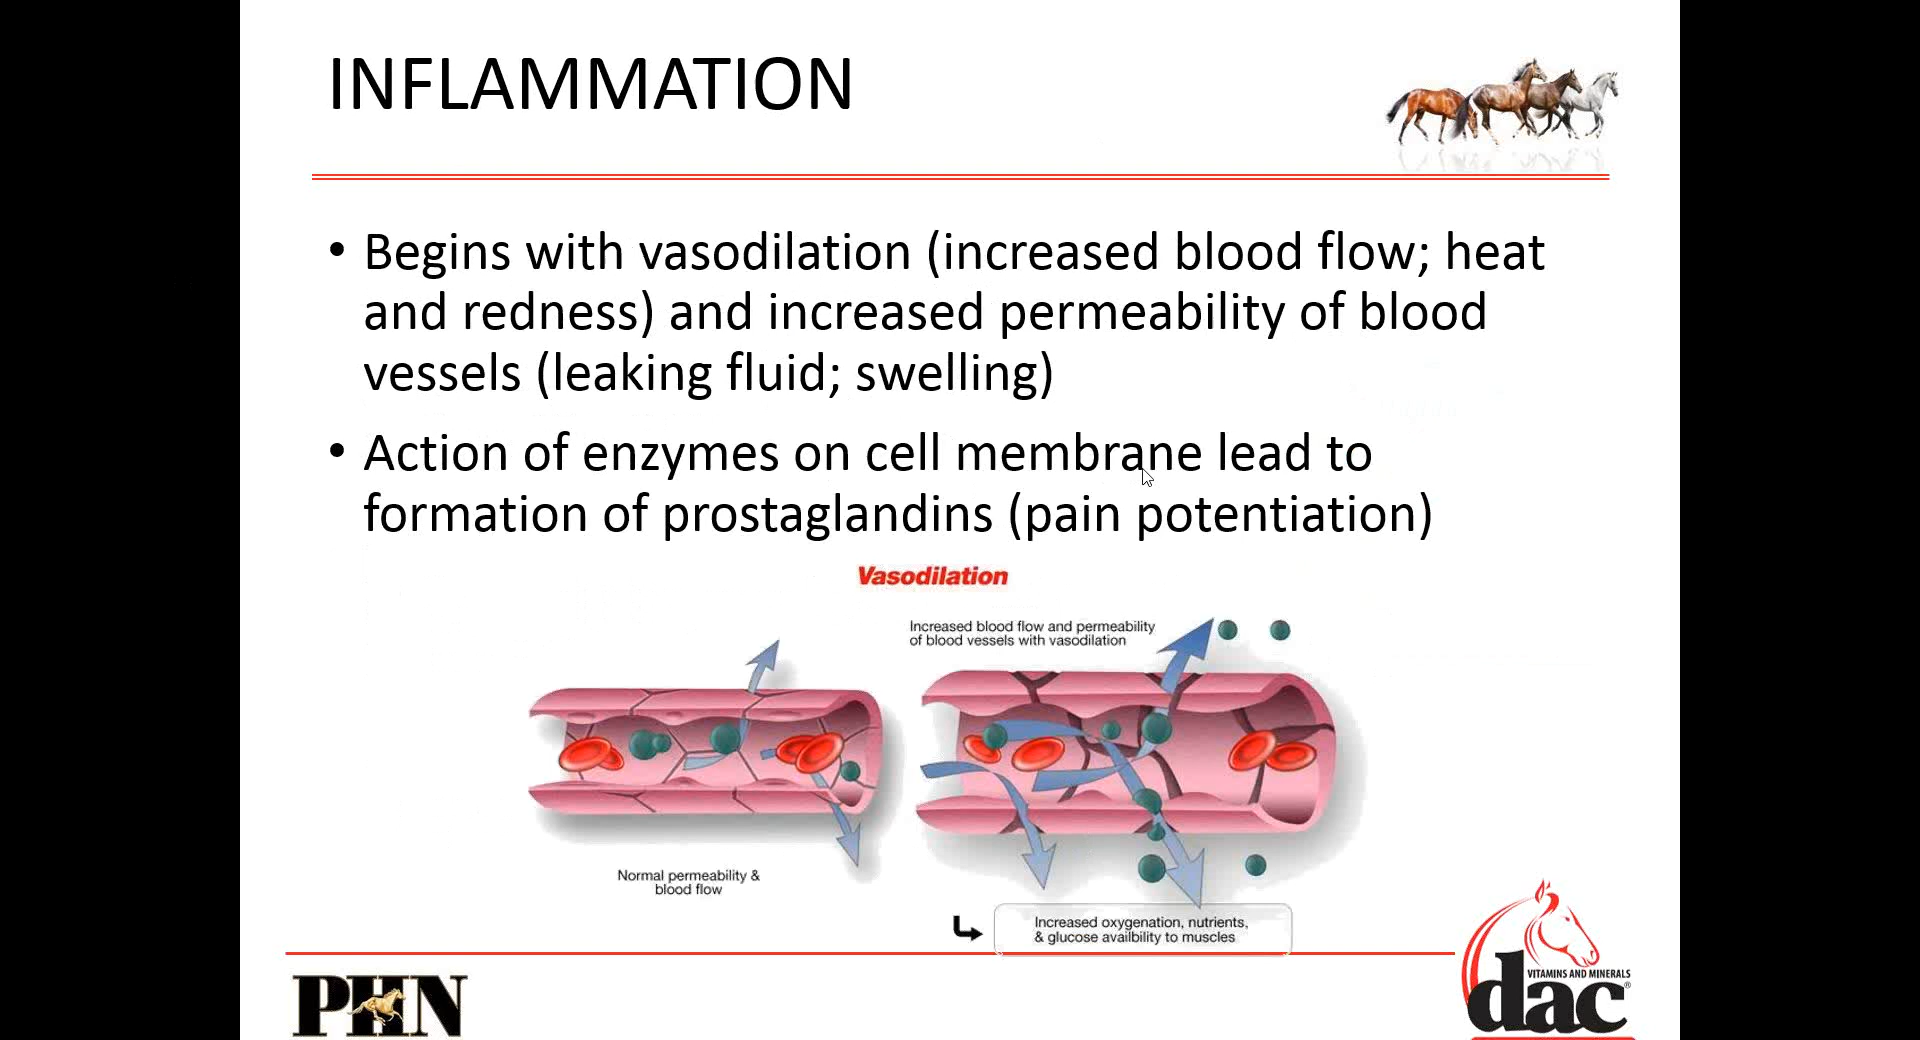 INFLAMMATION
• Begins with vasodilation (increased blood flow; heat
and redness) and increased permeability of blood
vessels (leaking fluid; swelling)
• Action of enzymes on cell membrane lead to
formation of prostaglandins (pain potentiation)
Vasodilation
Increased blood flow and permeability
of blood vessels with vasodilation
Normal permeability &
blood flow
Increased oxygenation, nutrients,
& glucose availbility to muscles
PHN
VITAMINS AND MINERALS
dac®